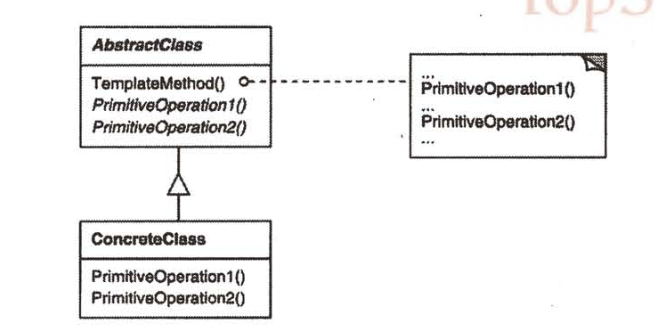 AbstractClass
TemplateMethod()
PrimitiveOperation1()
PrimitiveOperation2()
...
PrimitiveOperation1()
...
PrimitiveOperation2()
...
ConcreteClass
PrimitiveOperation1()
PrimitiveOperation2()